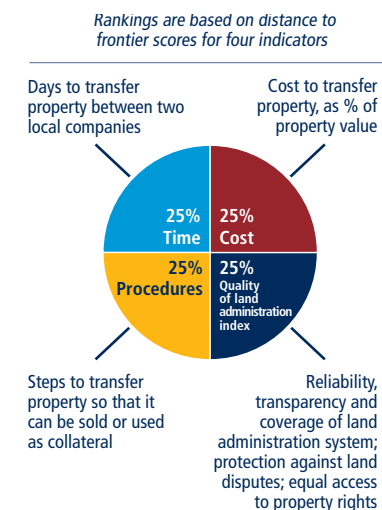 Rankings are based on distance to
frontier scores for four indicators
Days to transfer
property between two
local companies
Cost to transfer
property, as % of
property value
25%
Time
25%
Cost
25%
Procedures
25%
Quality
of land
administration
index
Steps to transfer
property so that it
can be sold or used
as collateral
Reliability,
transparency and
coverage of land
administration system;
protection against land
disputes; equal access
to property rights